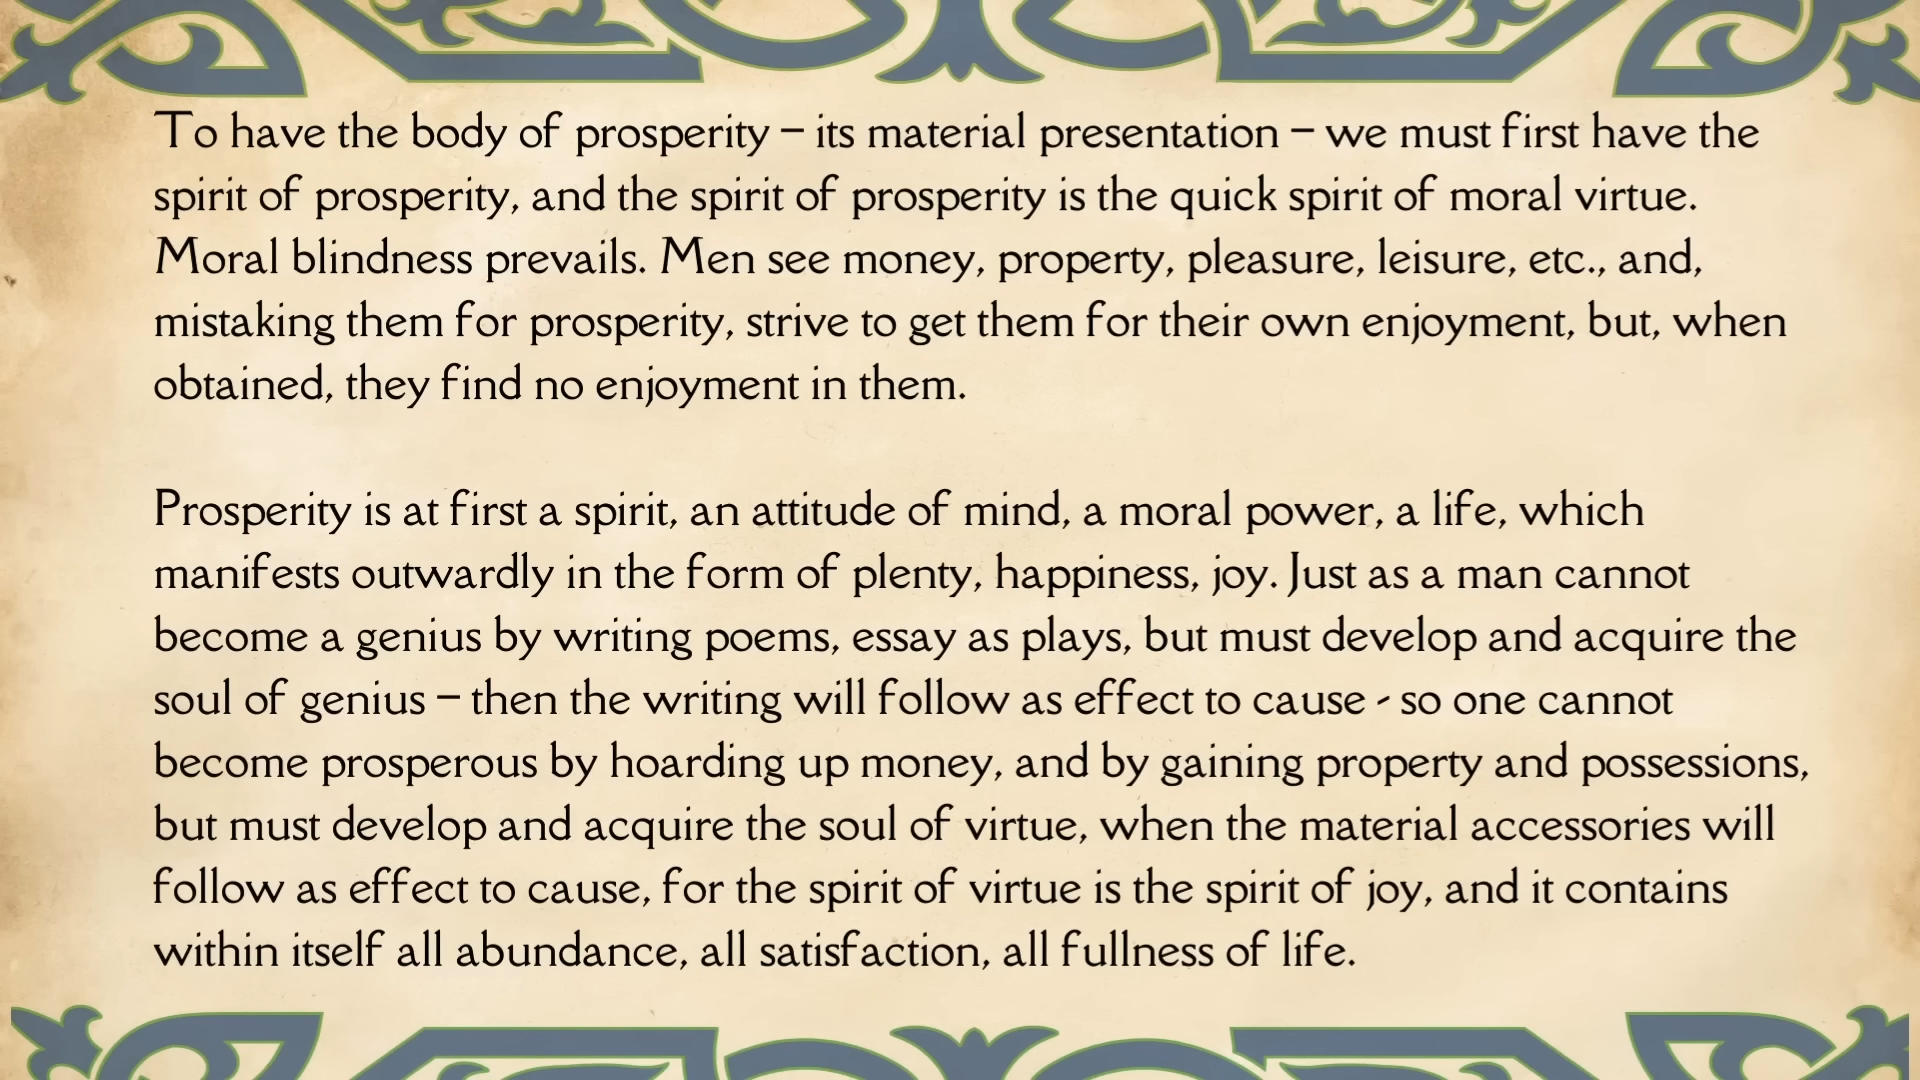 To have the body of prosperity – its material presentation – we must first have the
spirit of prosperity, and the spirit of prosperity is the quick spirit of moral virtue.
Moral blindness prevails. Men see money, property, pleasure, leisure, etc., and,
mistaking them for prosperity, strive to get them for their own enjoyment, but, when
obtained, they find no enjoyment in them.
Prosperity is at first a spirit, an attitude of mind, a moral power, a life, which
manifests outwardly in the form of plenty, happiness, joy. Just as a man cannot
become a genius by writing poems, essay as plays, but must develop and acquire the
soul of genius – then the writing will follow as effect to cause - so one cannot
become prosperous by hoarding up money, and by gaining property and possessions,
but must develop and acquire the soul of virtue, when the material accessories will
follow as effect to cause, for the spirit of virtue is the spirit of joy, and it contains
within itself all abundance, all satisfaction, all fullness of life.